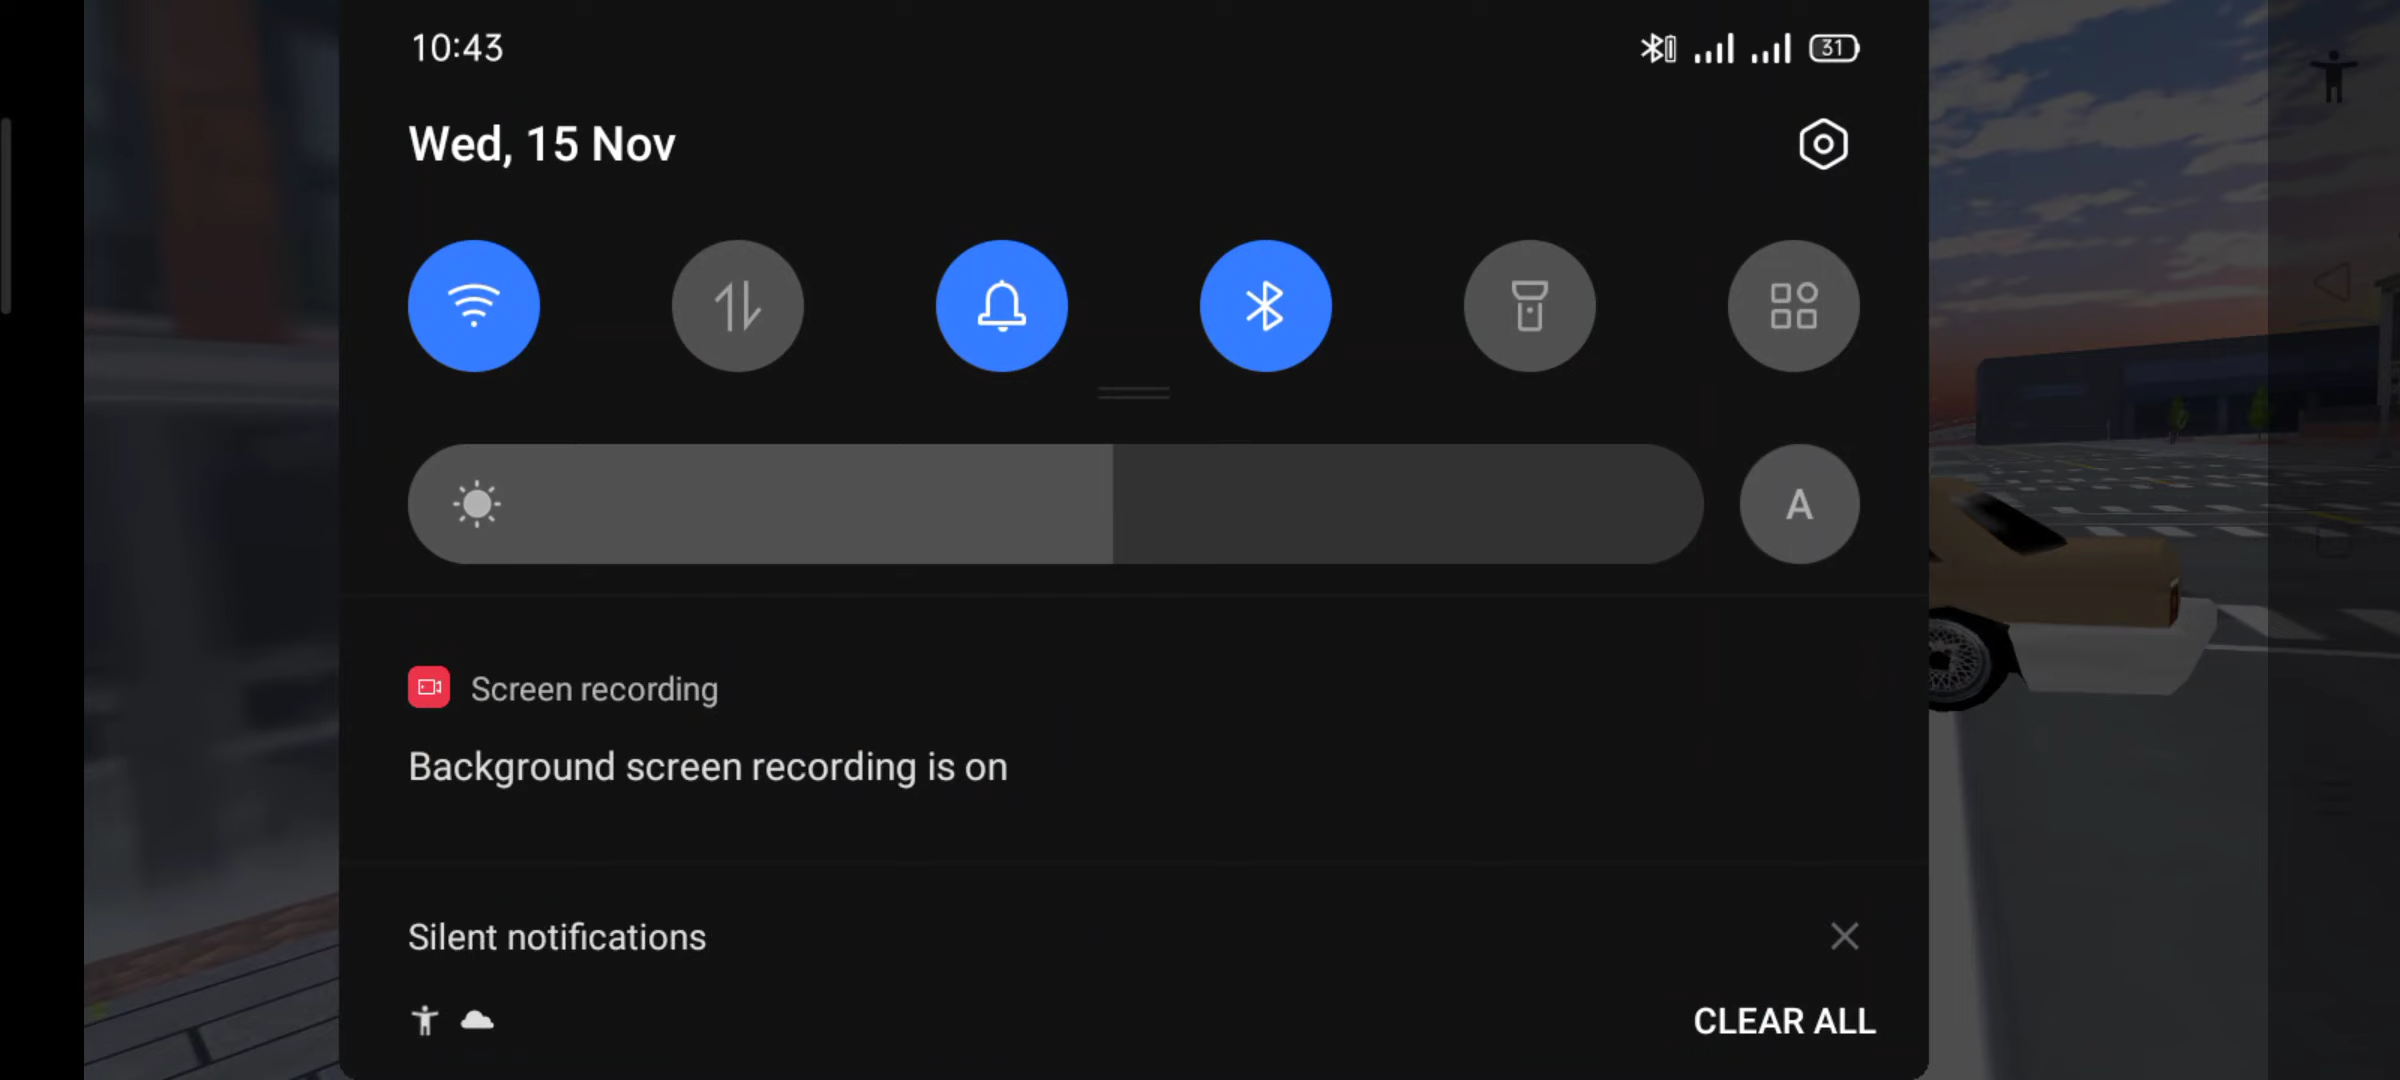 10:43
31
Wed, 15 Nov
A
Screen recording
Background screen recording is on
Silent notifications
CLEAR ALL